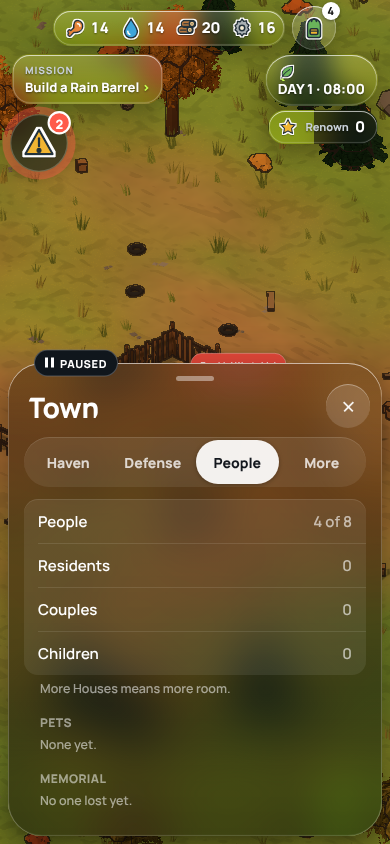 14 14 20 16 4
MISSION
Build a Rain Barrel ›
DAY 1 · 08:00
2
Renown 0
PAUSED
Town
Haven Defense People More
People 4 of 8
Residents 0
Couples 0
Children 0
More Houses means more room.
PETS
None yet.
MEMORIAL
No one lost yet.